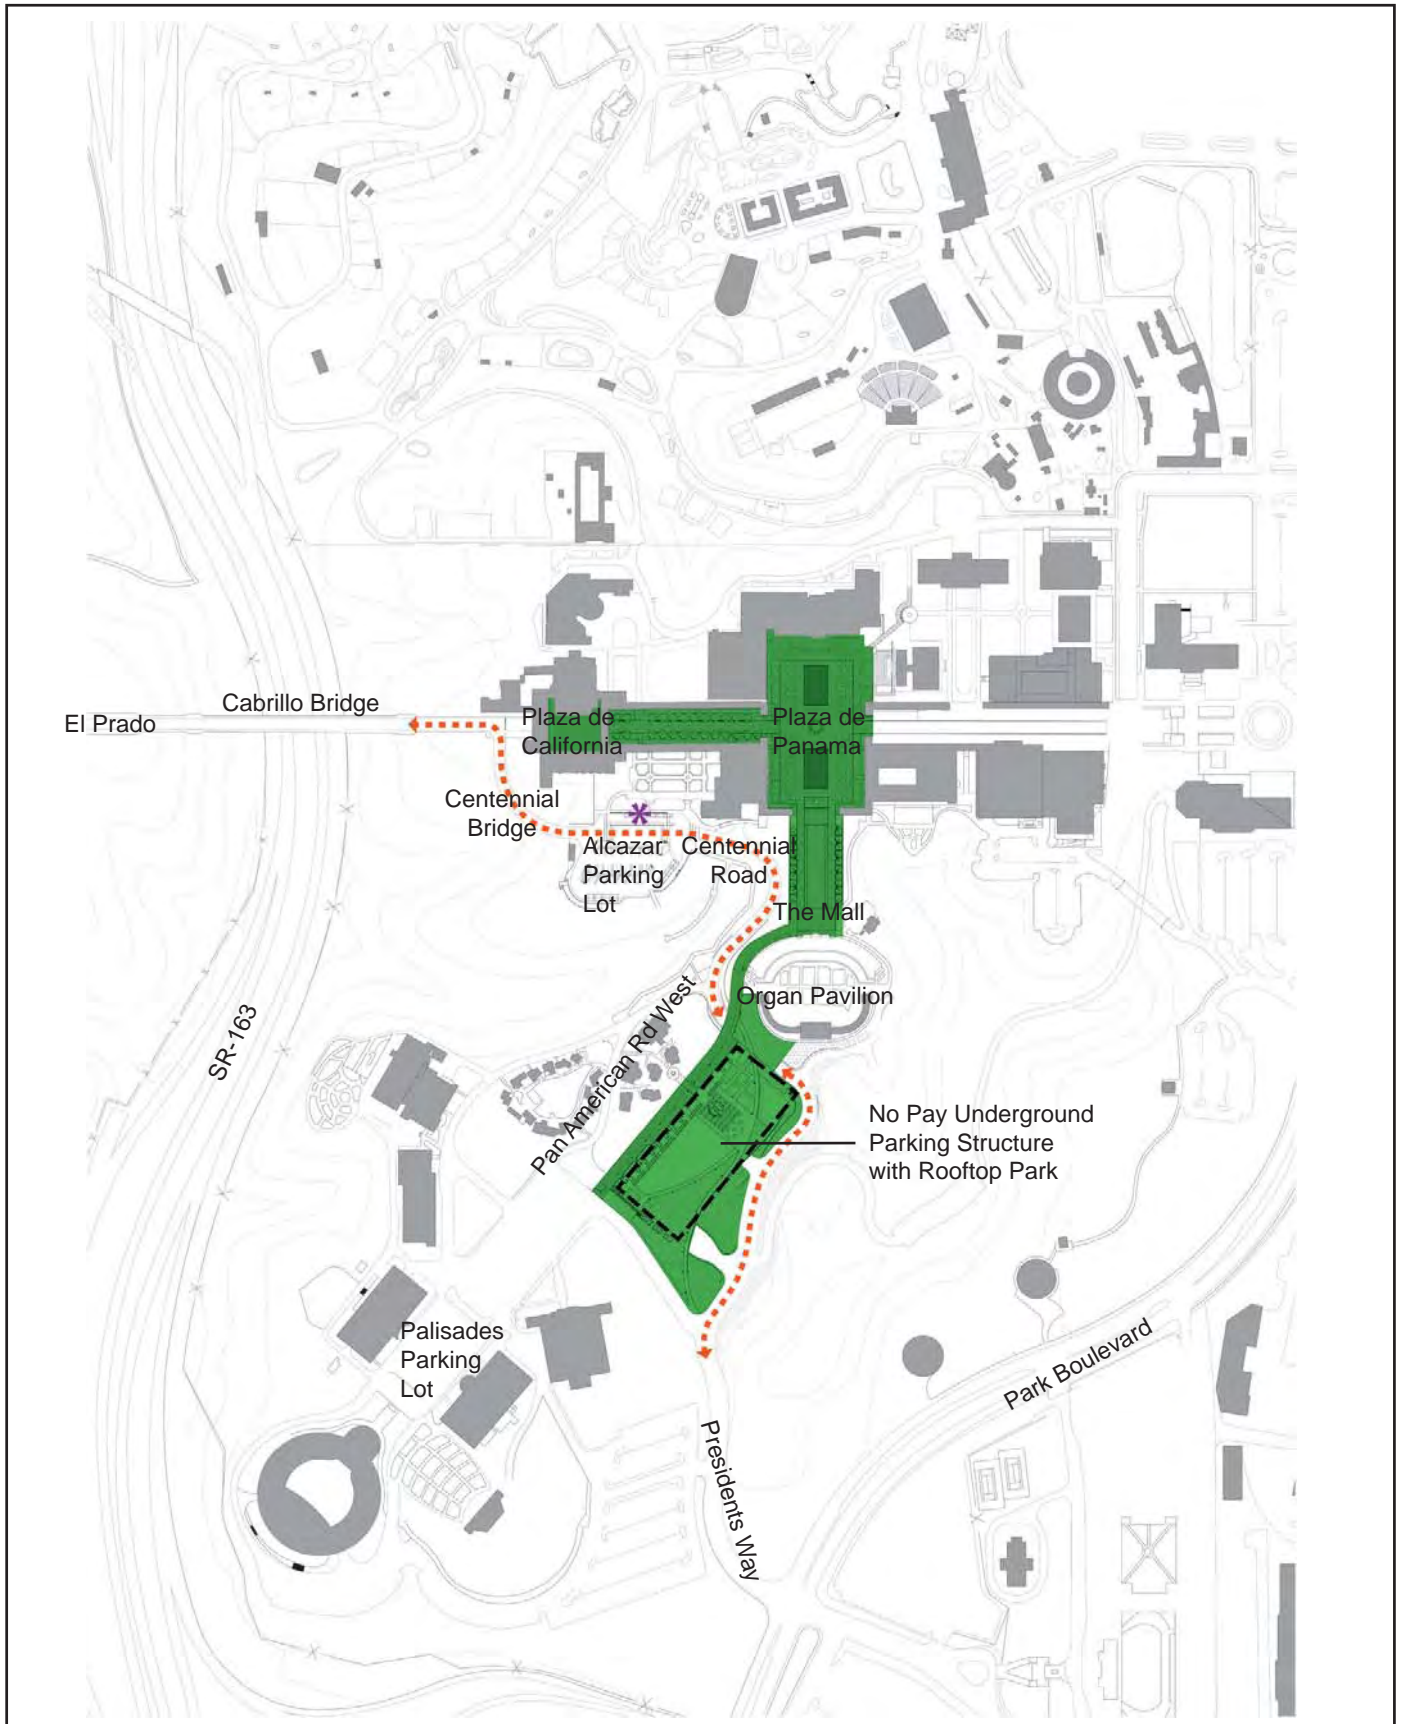 Cabrillo Bridge
El Prado
Plaza de
California
Plaza de
Panama
Centennial
Bridge
Alcazar
Parking
Lot
Centennial
Road
The Mall
Organ Pavilion
Pan American Rd West
SR-163
No Pay Underground
Parking Structure
with Rooftop Park
Palisades
Parking
Lot
Park Boulevard
Presidents Way